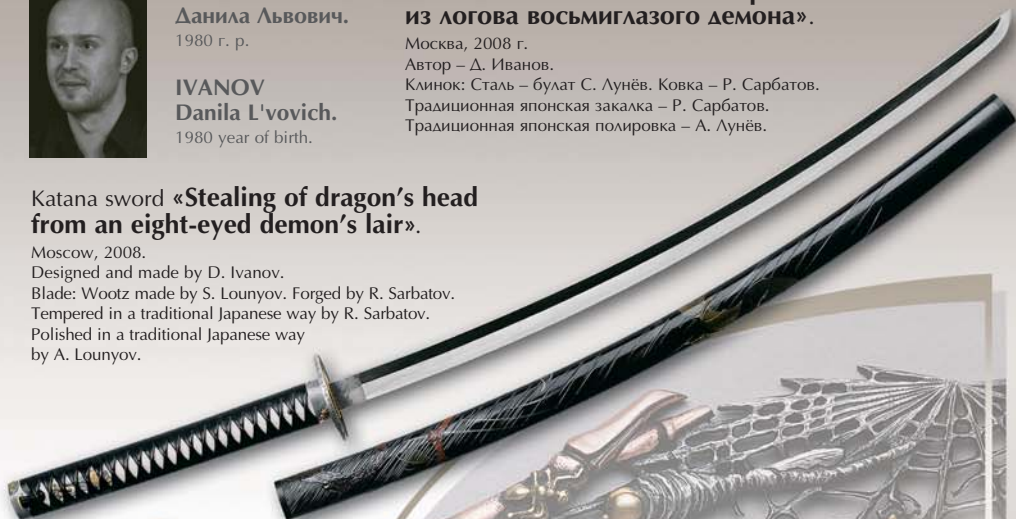 Данила Львович.
1980 г. р.
IVANOV
Danila L'vovich.
1980 year of birth.
из логова восьмиглазого демона».
Москва, 2008 г.
Автор – Д. Иванов.
Клинок: Сталь – булат С. Лунёв. Ковка – Р. Сарбатов.
Традиционная японская закалка – Р. Сарбатов.
Традиционная японская полировка – А. Лунёв.
Katana sword «Stealing of dragon's head
from an eight-eyed demon's lair».
Moscow, 2008.
Designed and made by D. Ivanov.
Blade: Wootz made by S. Lounyov. Forged by R. Sarbatov.
Tempered in a traditional Japanese way by R. Sarbatov.
Polished in a traditional Japanese way
by A. Lounyov.